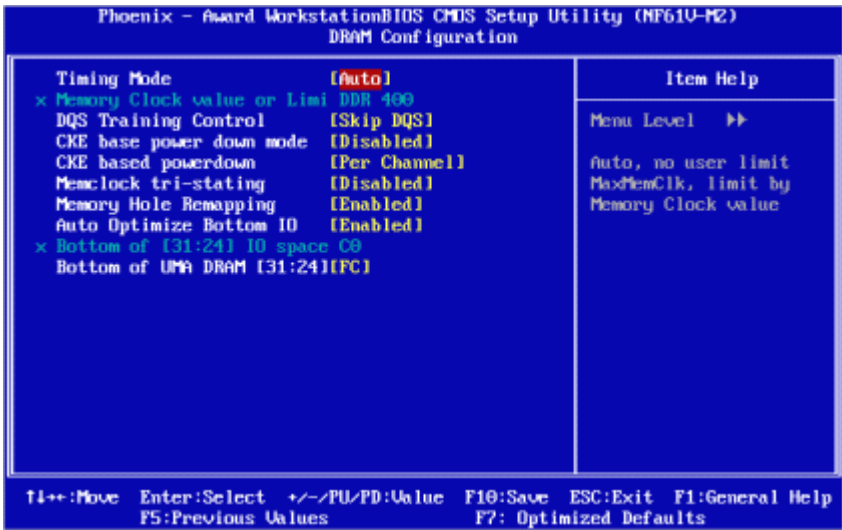 Phoenix - Award WorkstationBIOS CMOS Setup Utility (NF61V-M2)
DRAM Configuration
Timing Mode [Auto]
x Memory Clock value or Limi DDR 400
DQS Training Control [Skip DQS]
CKE base power down mode [Disabled]
CKE based powerdown [Per Channel]
Memclock tri-stating [Disabled]
Memory Hole Remapping [Enabled]
Auto Optimize Bottom IO [Enabled]
x Bottom of [31:24] IO space C0
Bottom of UMA DRAM [31:24][FC]
Item Help
Menu Level ▶▶
Auto, no user limit
MaxMemClk, limit by
Memory Clock value
↑↓→←:Move Enter:Select +/-/PU/PD:Value F10:Save ESC:Exit F1:General Help
F5:Previous Values F7: Optimized Defaults